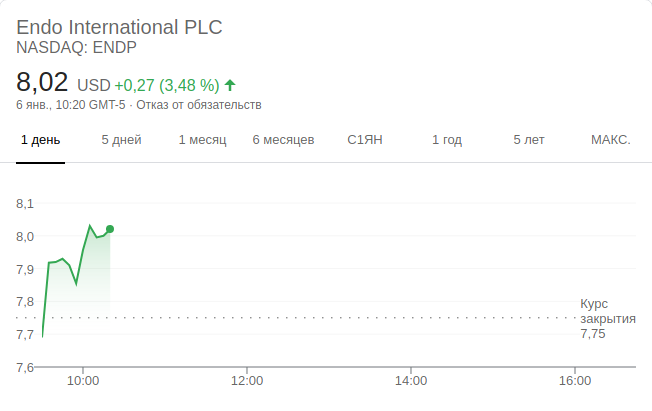 Endo International PLC
NASDAQ: ENDP
8,02 USD +0,27 (3,48 %) ↑
6 янв., 10:20 GMT-5 · Отказ от обязательств
1 день 5 дней 1 месяц 6 месяцев С1ЯН 1 год 5 лет МАКС.
8,1
8,0
7,9
7,8
Курс
закрытия
7,75
7,7
7,6
10:00 12:00 14:00 16:00